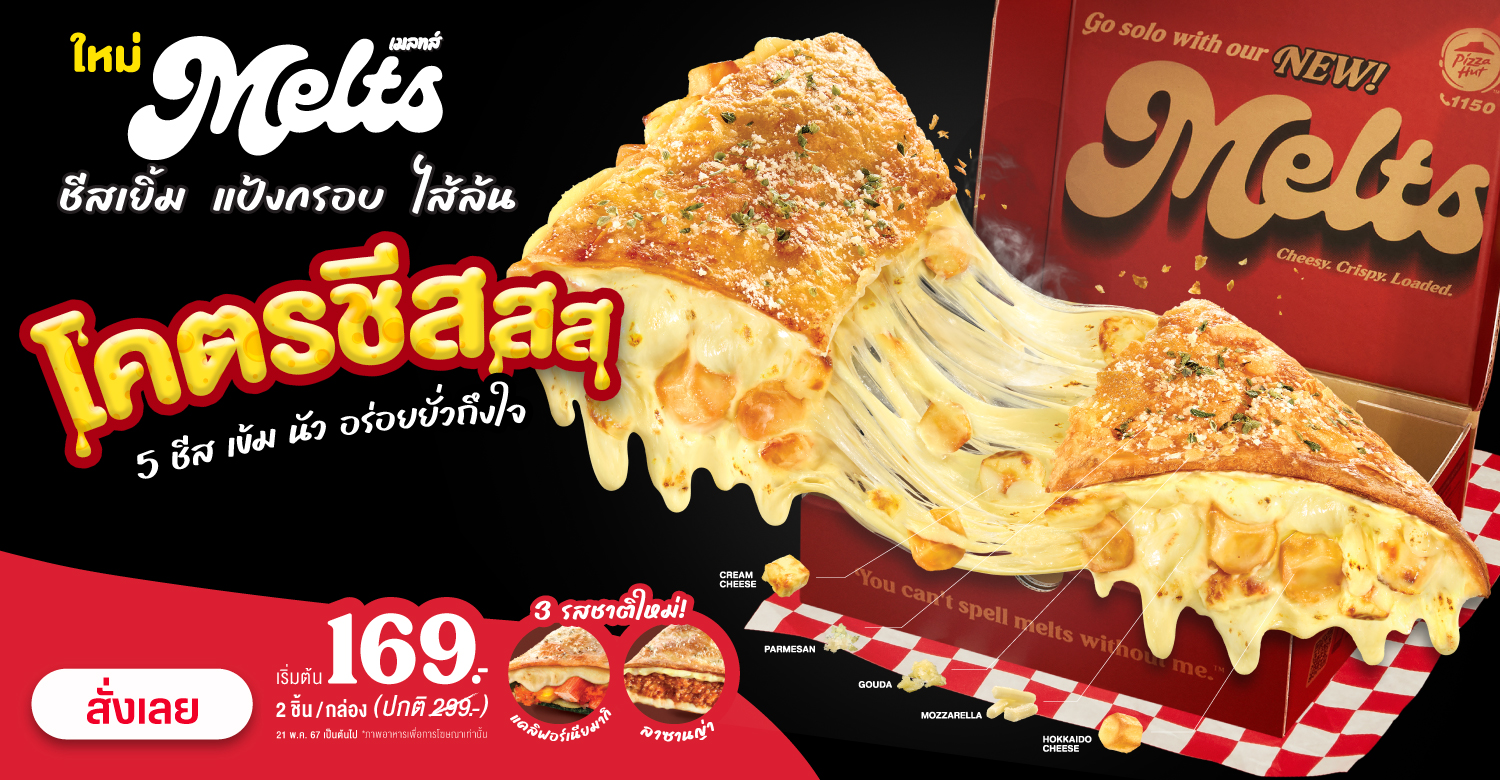 ใหม่
เมลทส์
Melts
ชีสเยิ้ม แป้งกรอบ ไส้ล้น
โคตรชีสสส
5 ชีส เข้ม นัว อร่อยยั่วถึงใจ
Go solo with our NEW!
Melts
Cheesy. Crispy. Loaded.
Pizza
Hut
1150
"You can't spell melts without me.™
CREAM
CHEESE
PARMESAN
GOUDA
MOZZARELLA
HOKKAIDO
CHEESE
3 รสชาติใหม่!
แคลิฟอร์เนียมากิ
ลาซานญ่า
เริ่มต้น 169.-
2 ชิ้น/กล่อง (ปกติ 299.-)
21 พ.ค. 67 เป็นต้นไป *ภาพอาหารเพื่อการโฆษณาเท่านั้น
สั่งเลย